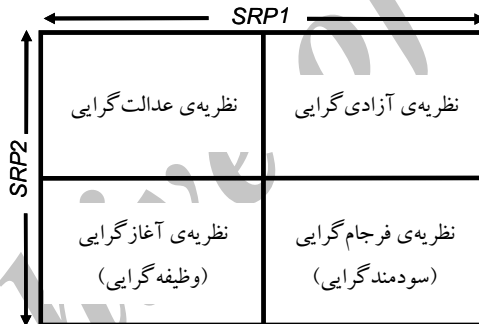 SRP1
SRP2
نظریه‌ی آزادی‌گرایی
نظریه‌ی عدالت‌گرایی
نظریه‌ی فرجام‌گرایی
(سودمندگرایی)
نظریه‌ی آغازگرایی
(وظیفه‌گرایی)